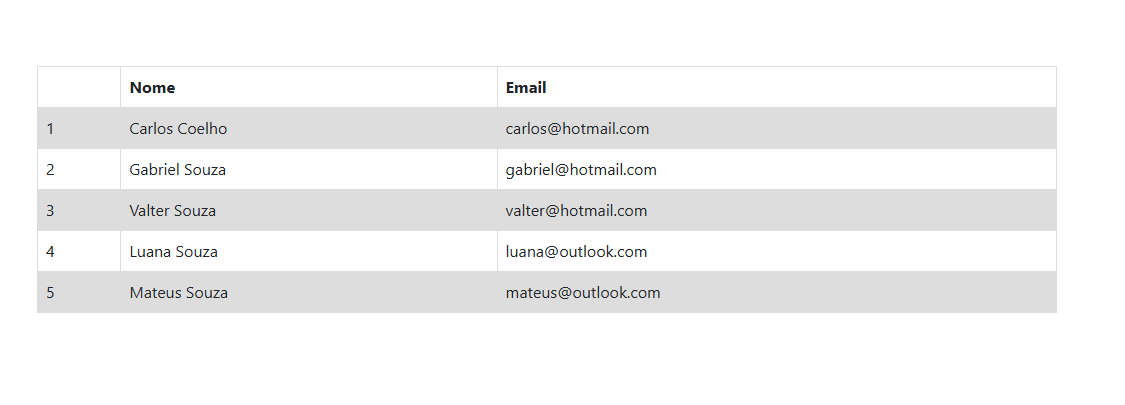 Nome Email
1 Carlos Coelho carlos@hotmail.com
2 Gabriel Souza gabriel@hotmail.com
3 Valter Souza valter@hotmail.com
4 Luana Souza luana@outlook.com
5 Mateus Souza mateus@outlook.com